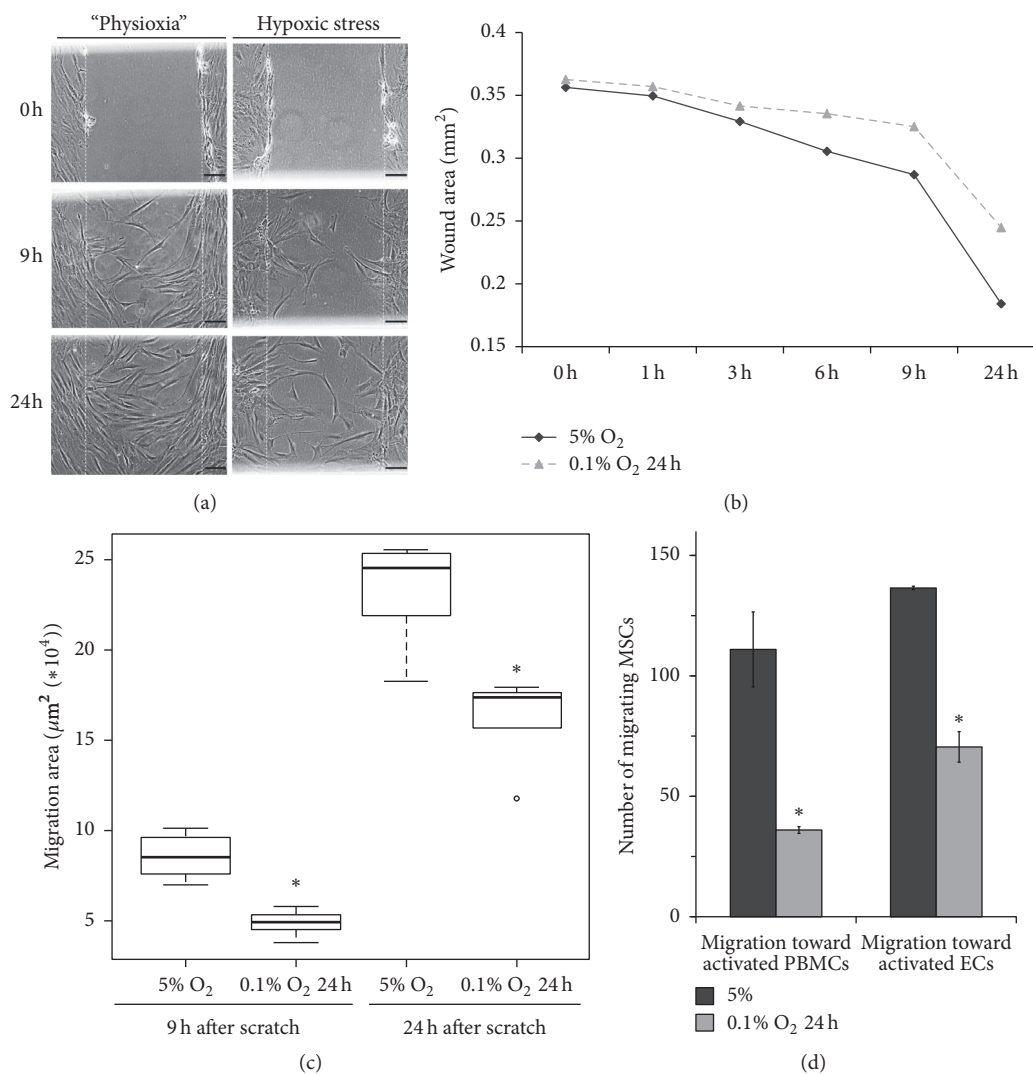 “Physioxia” Hypoxic stress
0 h
9h
24h
(a)
Wound area (mm²)
0.4
0.35
0.3
0.25
0.2
0.15
0 h 1 h 3 h 6 h 9 h 24 h
5% O₂
0.1% O₂ 24 h
(b)
Migration area (μm² (∗10⁴))
25
20
15
10
5
*
*
5% O₂ 0.1% O₂ 24 h 5% O₂ 0.1% O₂ 24 h
9 h after scratch 24 h after scratch
(c)
Number of migrating MSCs
150
100
50
0
*
*
Migration toward
activated PBMCs
Migration toward
activated ECs
5%
0.1% O₂ 24 h
(d)